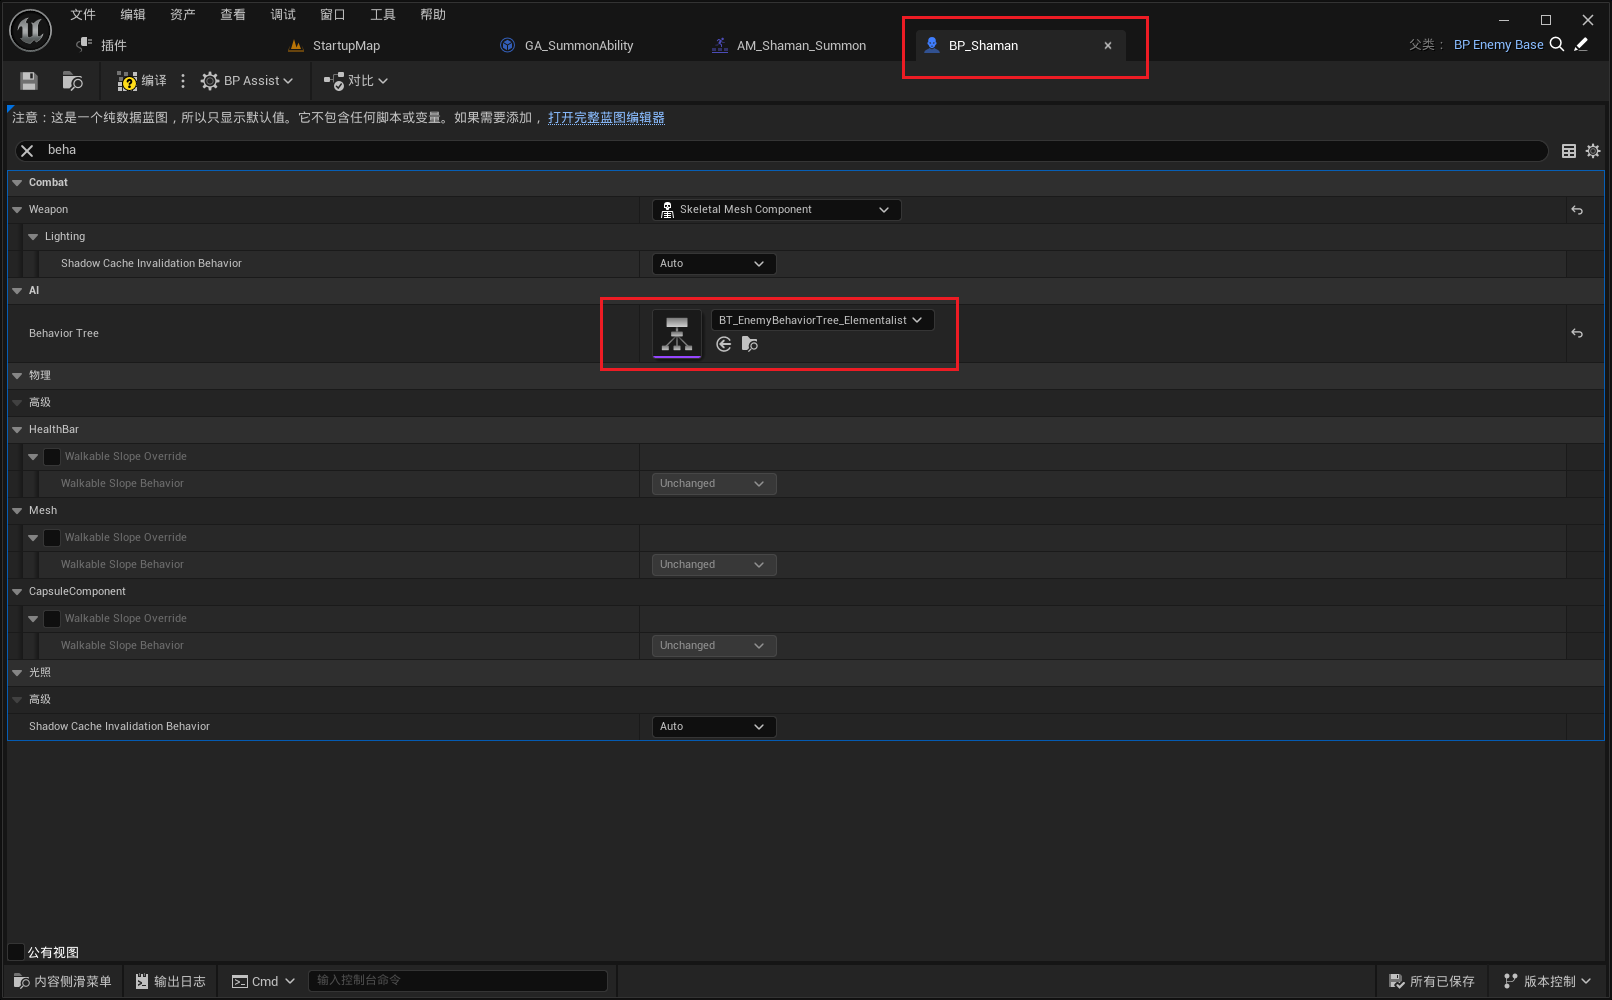 文件 编辑 资产 查看 调试 窗口 工具 帮助
插件 StartupMap GA_SummonAbility AM_Shaman_Summon BP_Shaman 父类： BP Enemy Base
编译 BP Assist 对比
注意：这是一个纯数据蓝图，所以只显示默认值。它不包含任何脚本或变量。如果需要添加， 打开完整蓝图编辑器
beha
Combat
Weapon Skeletal Mesh Component
Lighting
Shadow Cache Invalidation Behavior Auto
AI
Behavior Tree BT_EnemyBehaviorTree_Elementalist
物理
高级
HealthBar
Walkable Slope Override
Walkable Slope Behavior Unchanged
Mesh
Walkable Slope Override
Walkable Slope Behavior Unchanged
CapsuleComponent
Walkable Slope Override
Walkable Slope Behavior Unchanged
光照
高级
Shadow Cache Invalidation Behavior Auto
公有视图
内容侧滑菜单 输出日志 Cmd 输入控制台命令 所有已保存 版本控制